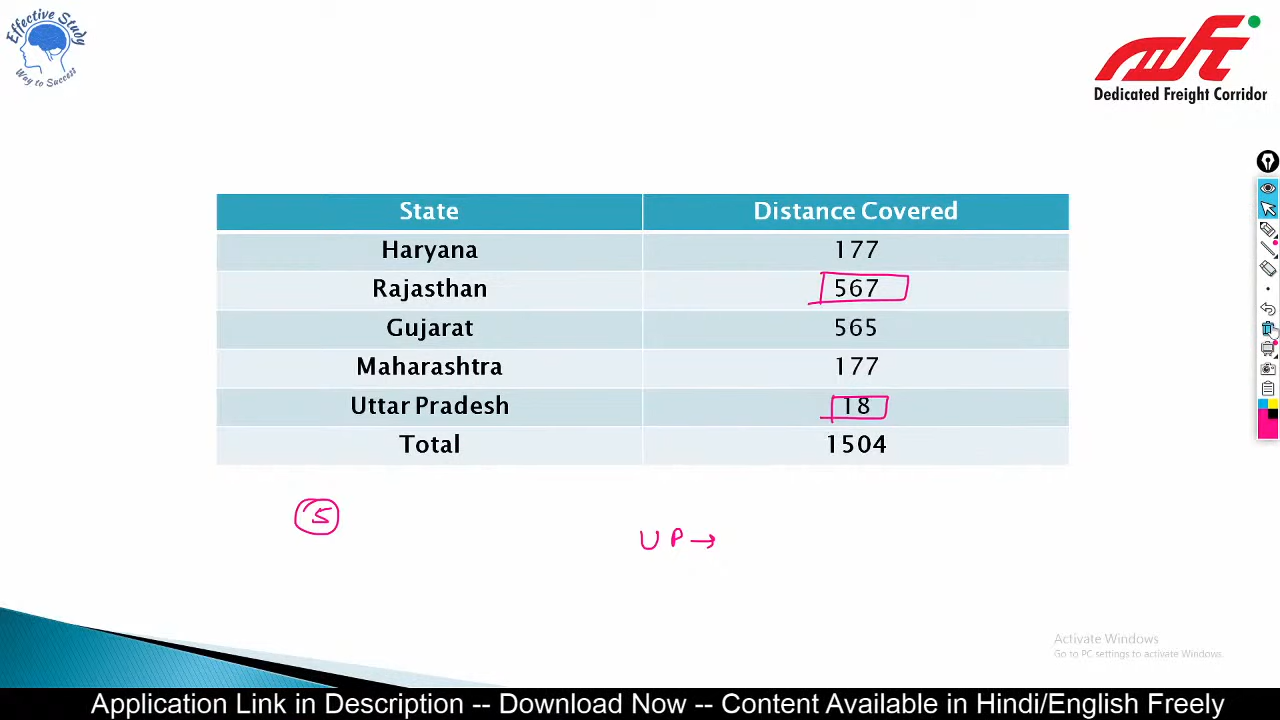 Effective Study
Way to Success
DFC
Dedicated Freight Corridor
State Distance Covered
Haryana 177
Rajasthan 567
Gujarat 565
Maharashtra 177
Uttar Pradesh 18
Total 1504
5
UP →
Activate Windows
Go to PC settings to activate Windows.
Application Link in Description -- Download Now -- Content Available in Hindi/English Freely